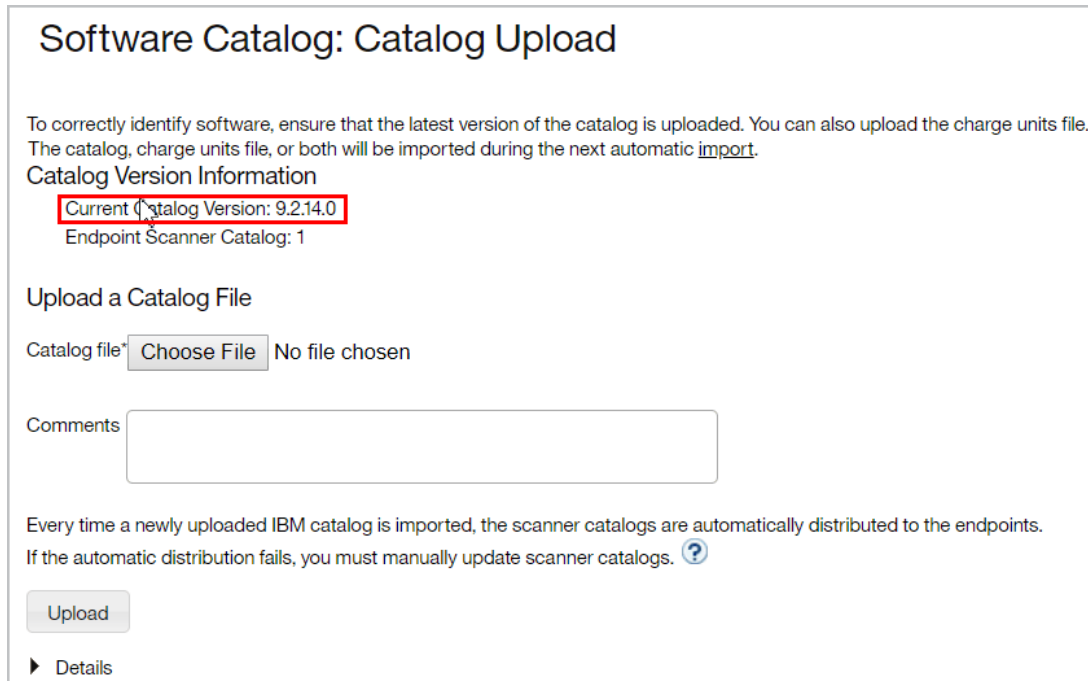 Software Catalog: Catalog Upload
To correctly identify software, ensure that the latest version of the catalog is uploaded. You can also upload the charge units file.
The catalog, charge units file, or both will be imported during the next automatic import.
Catalog Version Information
Current Catalog Version: 9.2.14.0
Endpoint Scanner Catalog: 1
Upload a Catalog File
Catalog file* Choose File No file chosen
Comments
Every time a newly uploaded IBM catalog is imported, the scanner catalogs are automatically distributed to the endpoints.
If the automatic distribution fails, you must manually update scanner catalogs. ?
Upload
Details